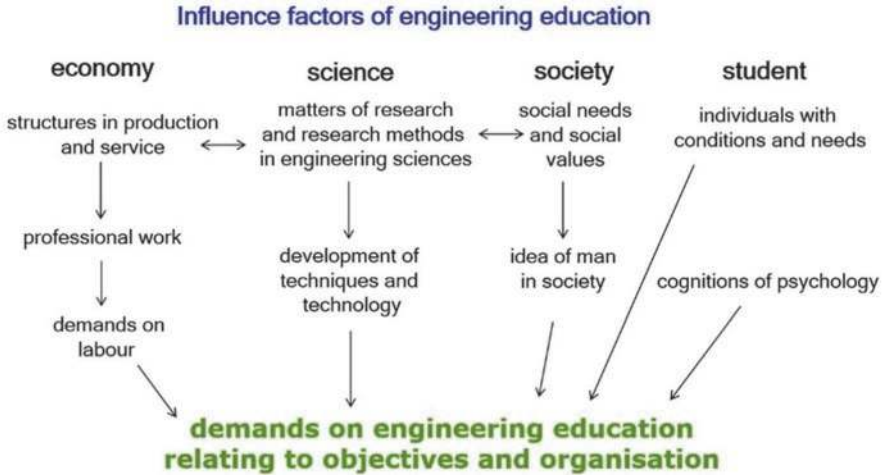 Influence factors of engineering education
economy
structures in production
and service
professional work
demands on
labour
science
matters of research
and research methods
in engineering sciences
development of
techniques and
technology
society
social needs
and social
values
idea of man
in society
student
individuals with
conditions and needs
cognitions of psychology
demands on engineering education
relating to objectives and organisation